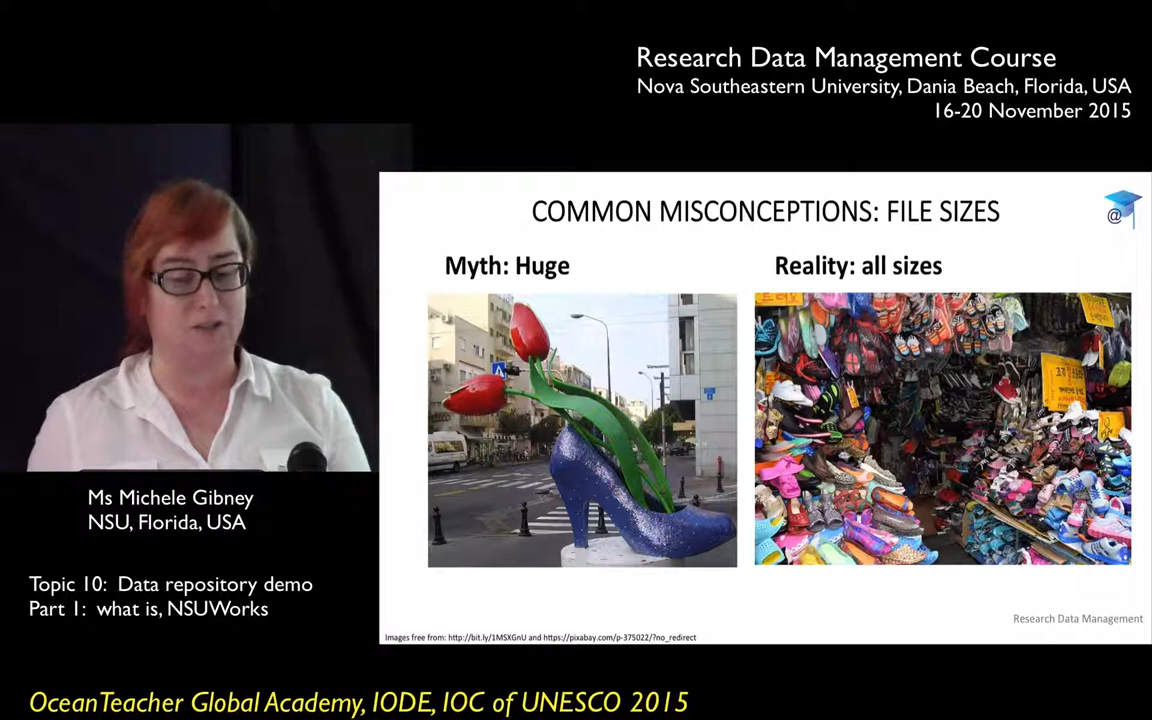 Research Data Management Course
Nova Southeastern University, Dania Beach, Florida, USA
16-20 November 2015
COMMON MISCONCEPTIONS: FILE SIZES
@
Myth: Huge
Reality: all sizes
Ms Michele Gibney
NSU, Florida, USA
Topic 10: Data repository demo
Part 1: what is, NSUWorks
Research Data Management
Images free from: http://bit.ly/1MSXGnU and https://pixabay.com/p-375022/?no_redirect
OceanTeacher Global Academy, IODE, IOC of UNESCO 2015